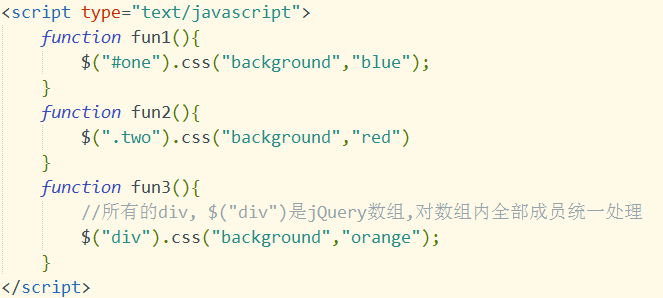 <script type="text/javascript">
    function fun1(){
        $("#one").css("background","blue");
    }
    function fun2(){
        $(".two").css("background","red")
    }
    function fun3(){
        //所有的div, $("div")是jQuery数组,对数组内全部成员统一处理
        $("div").css("background","orange");
    }
</script>